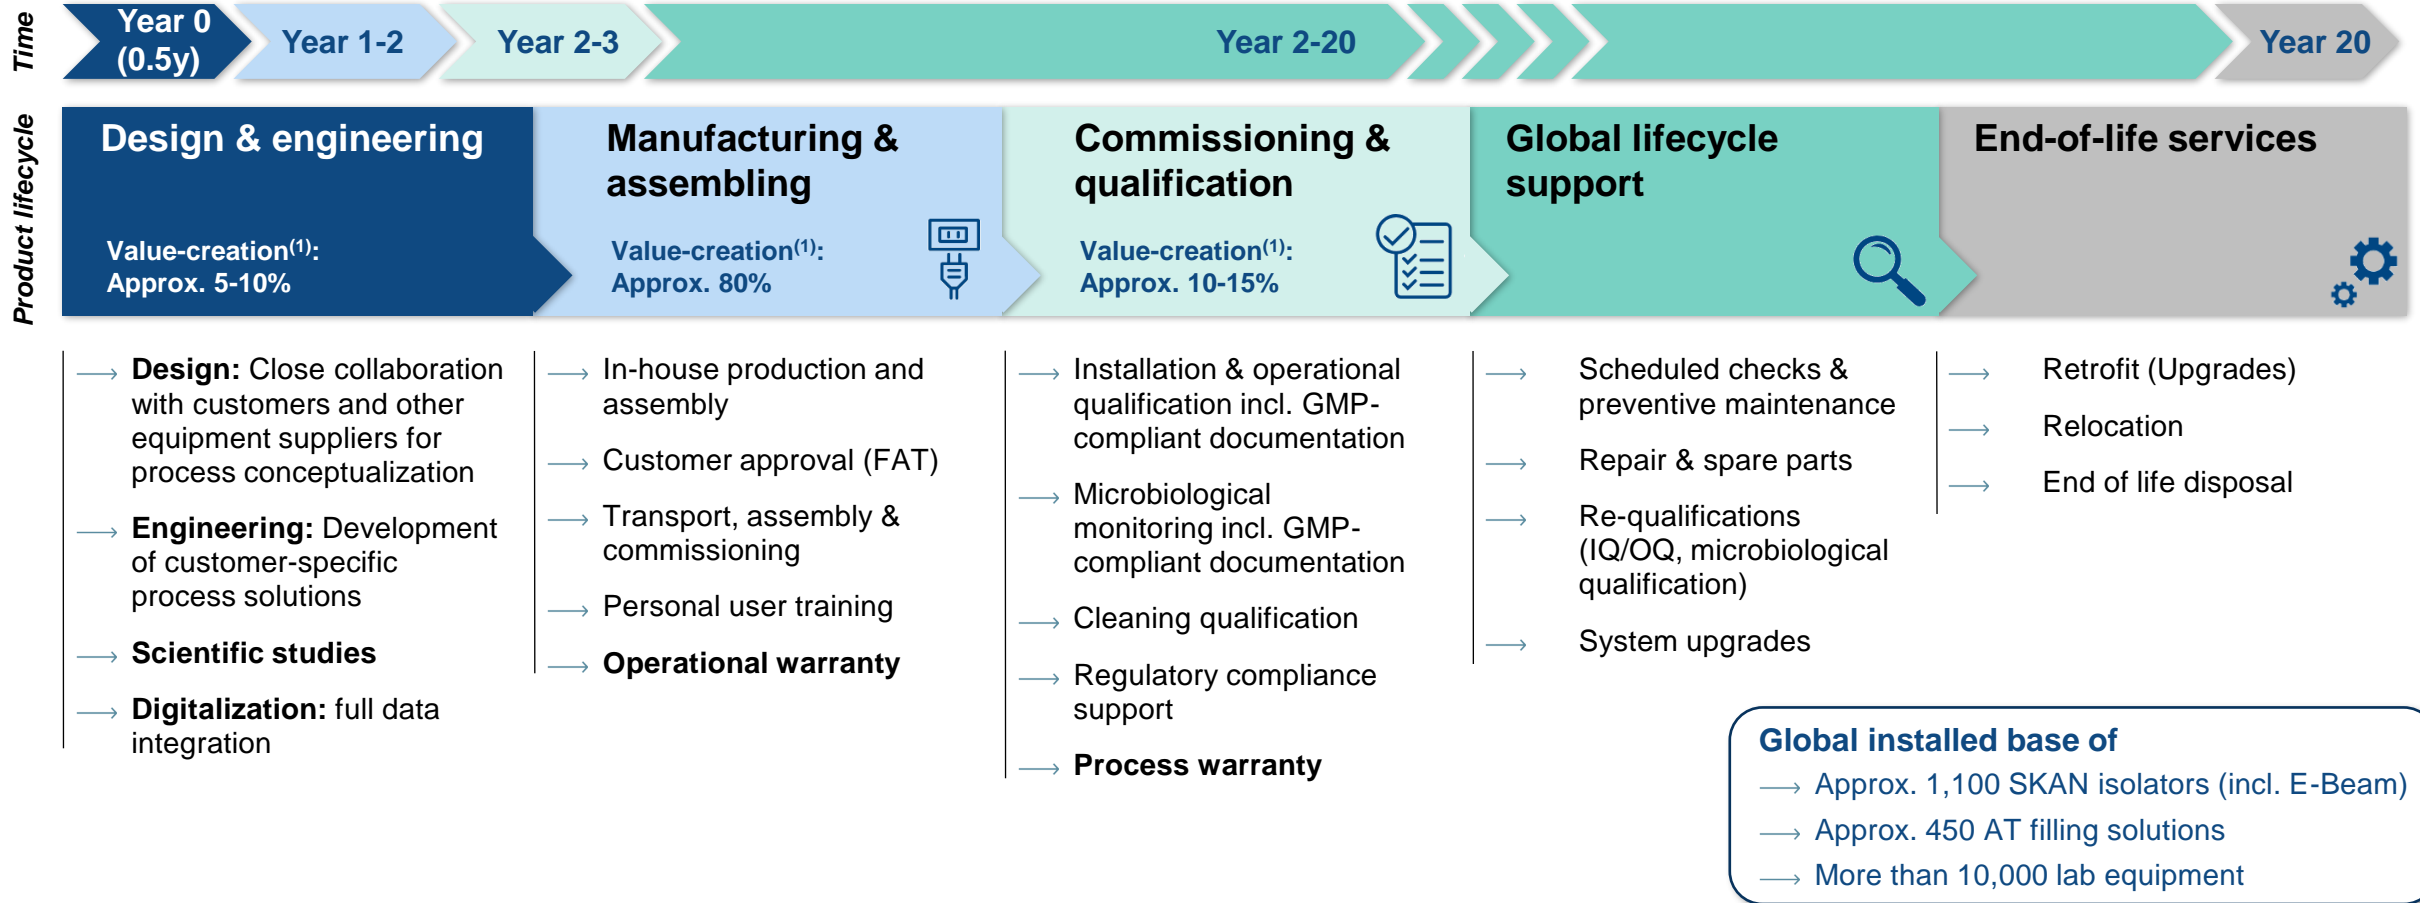 Time
Year 0
(0.5y)
Year 1-2
Year 2-3
Year 2-20
Year 20
Product lifecycle
Design & engineering
Value-creation(1):
Approx. 5-10%
Manufacturing &
assembling
Value-creation(1):
Approx. 80%
Commissioning &
qualification
Value-creation(1):
Approx. 10-15%
Global lifecycle
support
End-of-life services
Design: Close collaboration
with customers and other
equipment suppliers for
process conceptualization
Engineering: Development
of customer-specific
process solutions
Scientific studies
Digitalization: full data
integration
In-house production and
assembly
Customer approval (FAT)
Transport, assembly &
commissioning
Personal user training
Operational warranty
Installation & operational
qualification incl. GMP-
compliant documentation
Microbiological
monitoring incl. GMP-
compliant documentation
Cleaning qualification
Regulatory compliance
support
Process warranty
Scheduled checks &
preventive maintenance
Repair & spare parts
Re-qualifications
(IQ/OQ, microbiological
qualification)
System upgrades
Retrofit (Upgrades)
Relocation
End of life disposal
Global installed base of
Approx. 1,100 SKAN isolators (incl. E-Beam)
Approx. 450 AT filling solutions
More than 10,000 lab equipment